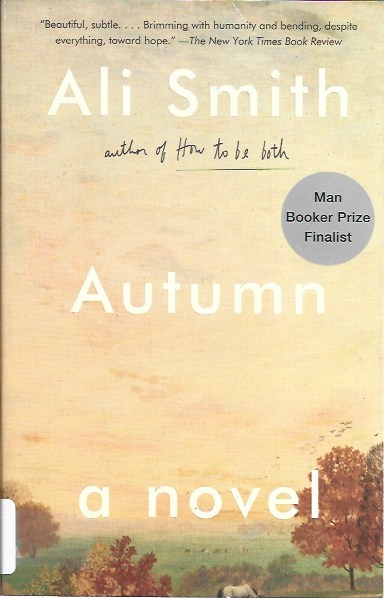 "Beautiful, subtle. . . . Brimming with humanity and bending, despite
everything, toward hope." —The New York Times Book Review
Ali Smith
author of How to be both
Man
Booker Prize
Finalist
Autumn
a novel